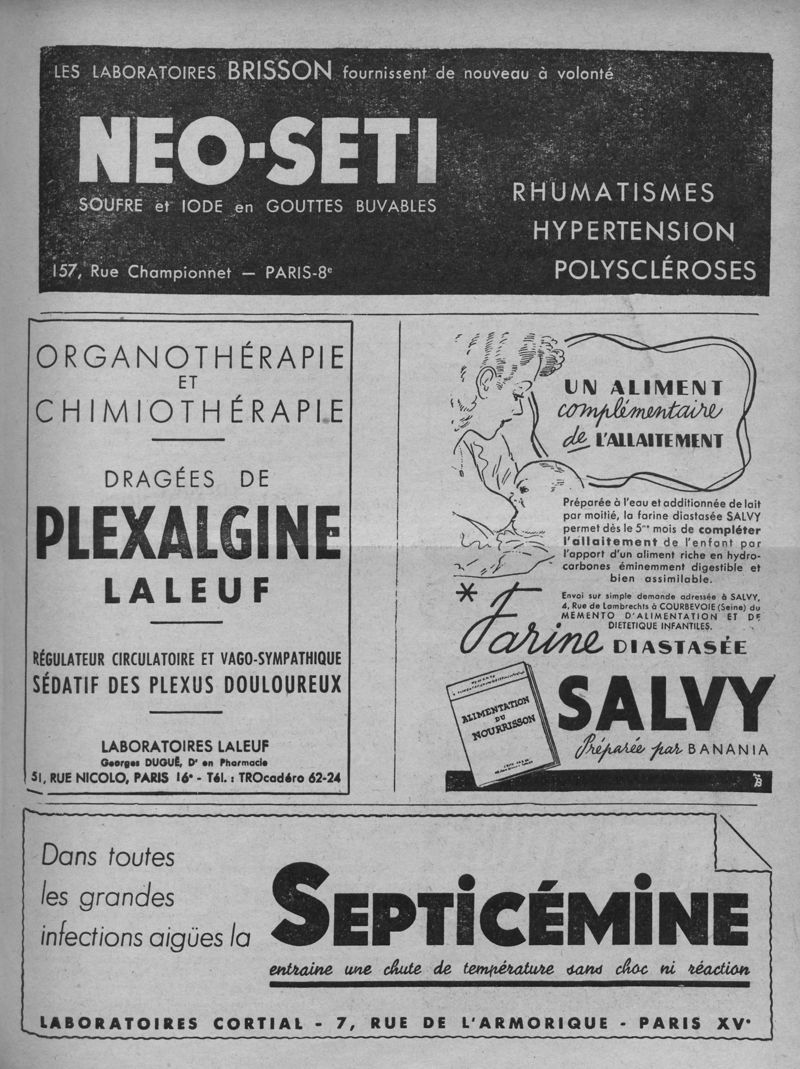 LES LABORATOIRES BRISSON fournissent de nouveau à volonté
NEO-SETI
SOUFRE et IODE en GOUTTES BUVABLES
RHUMATISMES
HYPERTENSION
POLYSCLÉROSES
157, Rue Championnet — PARIS-8e
ORGANOTHÉRAPIE
ET
CHIMIOTHÉRAPIE
DRAGÉES DE
PLEXALGINE
LALEUF
RÉGULATEUR CIRCULATOIRE ET VAGO-SYMPATHIQUE
SÉDATIF DES PLEXUS DOULOUREUX
LABORATOIRES LALEUF
Georges DUGUÉ, Dr en Pharmacie
51, RUE NICOLO, PARIS 16e - Tél. : TROcadéro 62-24
UN ALIMENT
complémentaire
de L'ALLAITEMENT
Préparée à l'eau et additionnée de lait
par moitié, la farine diastasée SALVY
permet dès le 5me mois de compléter
l'allaitement de l'enfant par
l'apport d'un aliment riche en hydro-
carbones éminemment digestible et
bien assimilable.
* Envoi sur simple demande adressée à SALVY,
4, Rue de Lambrechts à COURBEVOIE (Seine) du
MEMENTO D'ALIMENTATION ET DE
DIETETIQUE INFANTILES.
Farine DIASTASÉE
SALVY
Préparée par BANANIA
ALIMENTATION
DU
NOURRISSON
Dans toutes
les grandes
infections aigües la
SEPTICÉMINE
entraine une chute de température sans choc ni réaction
LABORATOIRES CORTIAL - 7, RUE DE L'ARMORIQUE - PARIS XVe